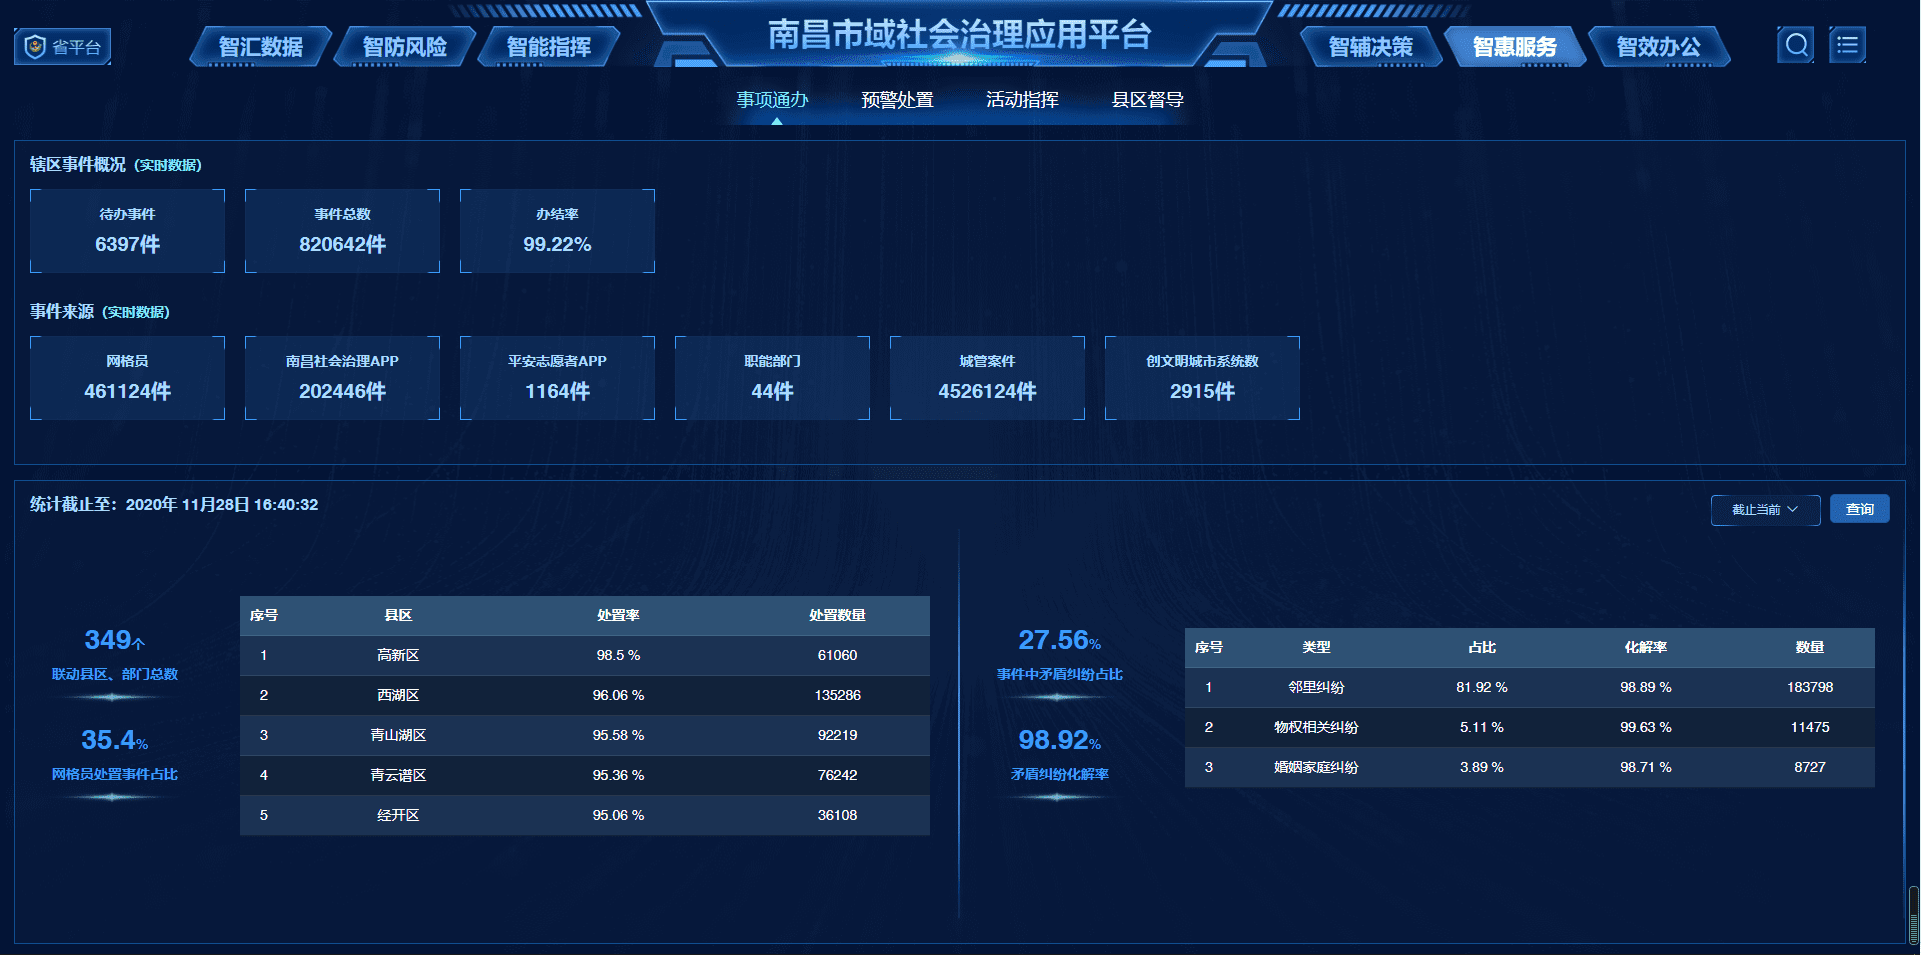 南昌市域社会治理应用平台
省平台
智汇数据 智防风险 智能指挥 智辅决策 智惠服务 智效办公
事项通办 预警处置 活动指挥 县区督导
辖区事件概况（实时数据）
待办事件 事件总数 办结率
6397件 820642件 99.22%
事件来源（实时数据）
网格员 南昌社会治理APP 平安志愿者APP 职能部门 城管案件 创文明城市系统数
461124件 202446件 1164件 44件 4526124件 2915件
统计截止至：2020年 11月28日 16:40:32
截止当前 查询
349个
联动县区、部门总数
35.4%
网格员处置事件占比
序号 县区 处置率 处置数量
1 高新区 98.5 % 61060
2 西湖区 96.06 % 135286
3 青山湖区 95.58 % 92219
4 青云谱区 95.36 % 76242
5 经开区 95.06 % 36108
27.56%
事件中矛盾纠纷占比
98.92%
矛盾纠纷化解率
序号 类型 占比 化解率 数量
1 邻里纠纷 81.92 % 98.89 % 183798
2 物权相关纠纷 5.11 % 99.63 % 11475
3 婚姻家庭纠纷 3.89 % 98.71 % 8727